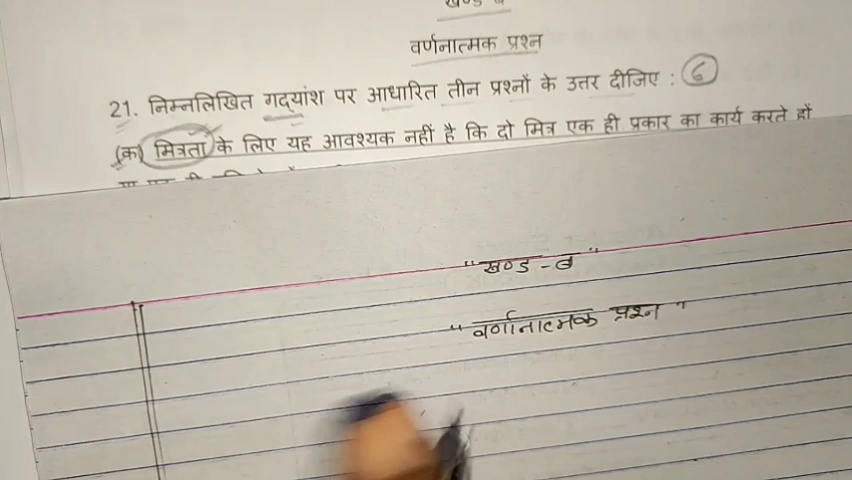 वर्णनात्मक प्रश्न
21. निम्नलिखित गद्यांश पर आधारित तीन प्रश्नों के उत्तर दीजिए : 6
(क) मित्रता के लिए यह आवश्यक नहीं है कि दो मित्र एक ही प्रकार का कार्य करते हों
"खण्ड - ब"
"वर्णनात्मक प्रश्न"